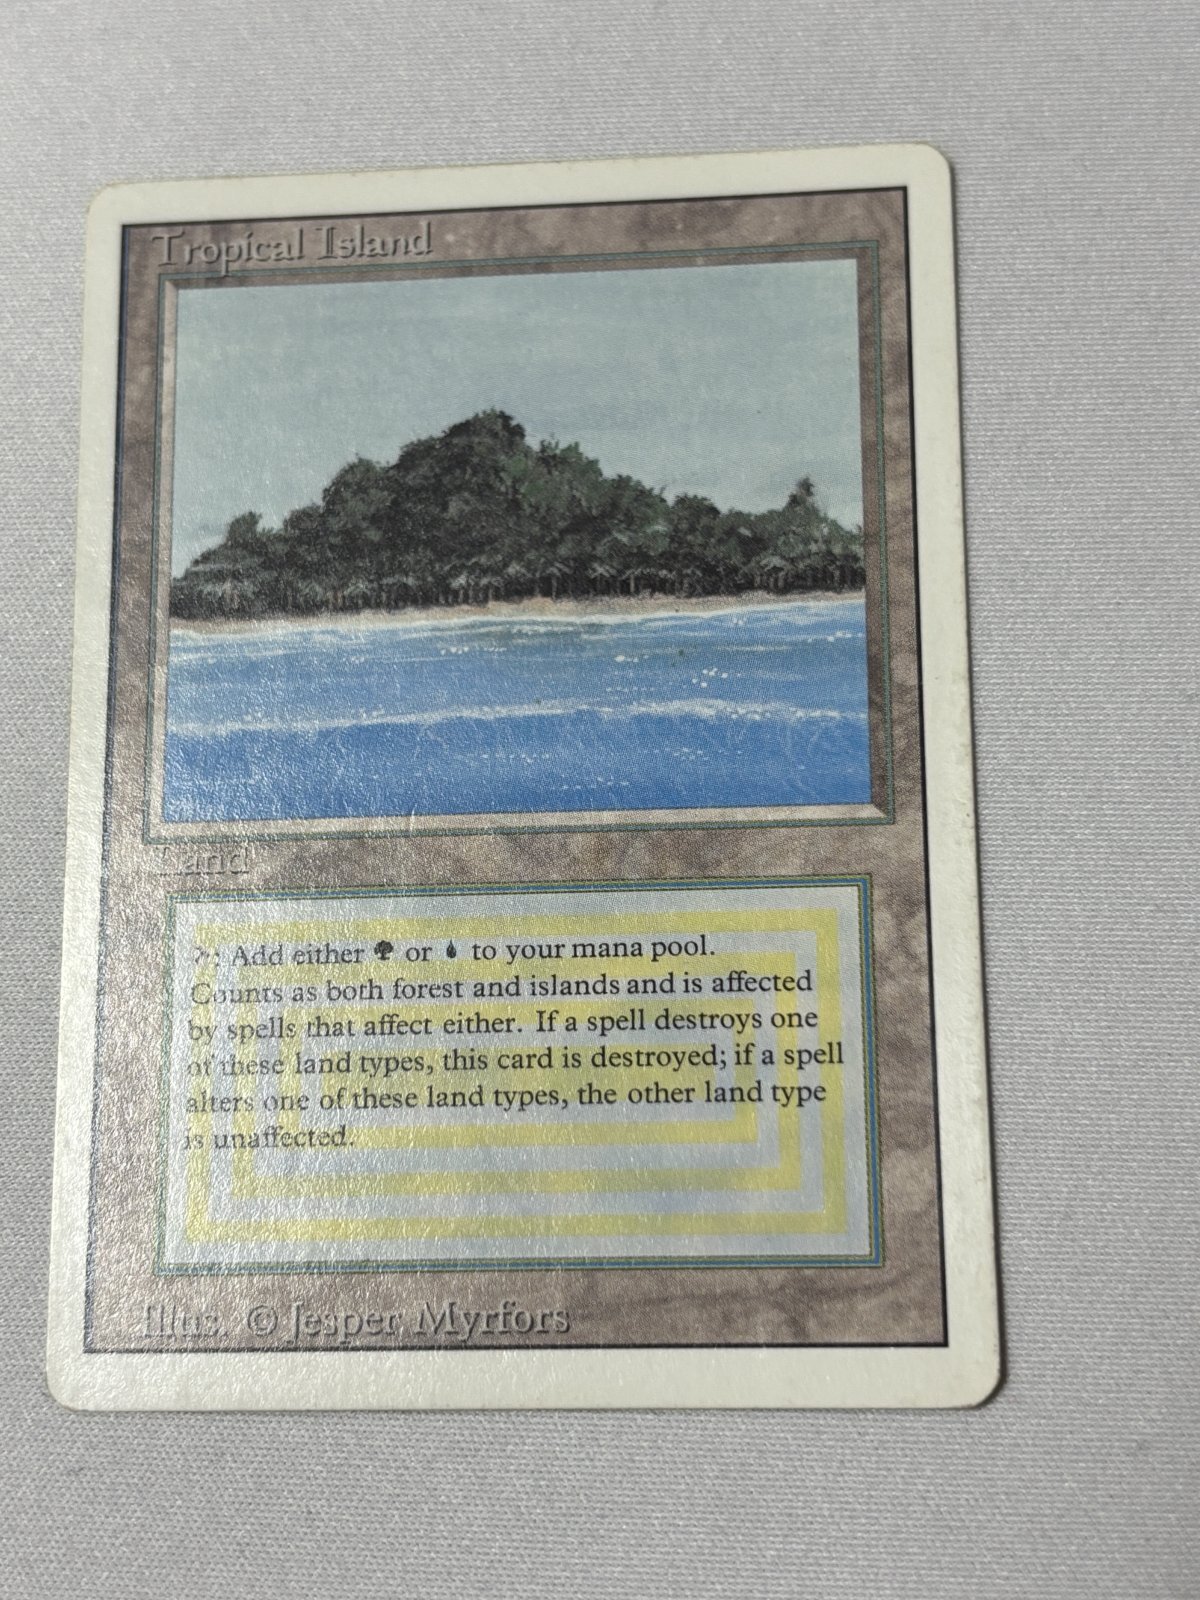 Tropical Island
Land
: Add either or to your mana pool.
Counts as both forest and islands and is affected
by spells that affect either. If a spell destroys one
of these land types, this card is destroyed; if a spell
alters one of these land types, the other land type
is unaffected.
Illus. © Jesper Myrfors